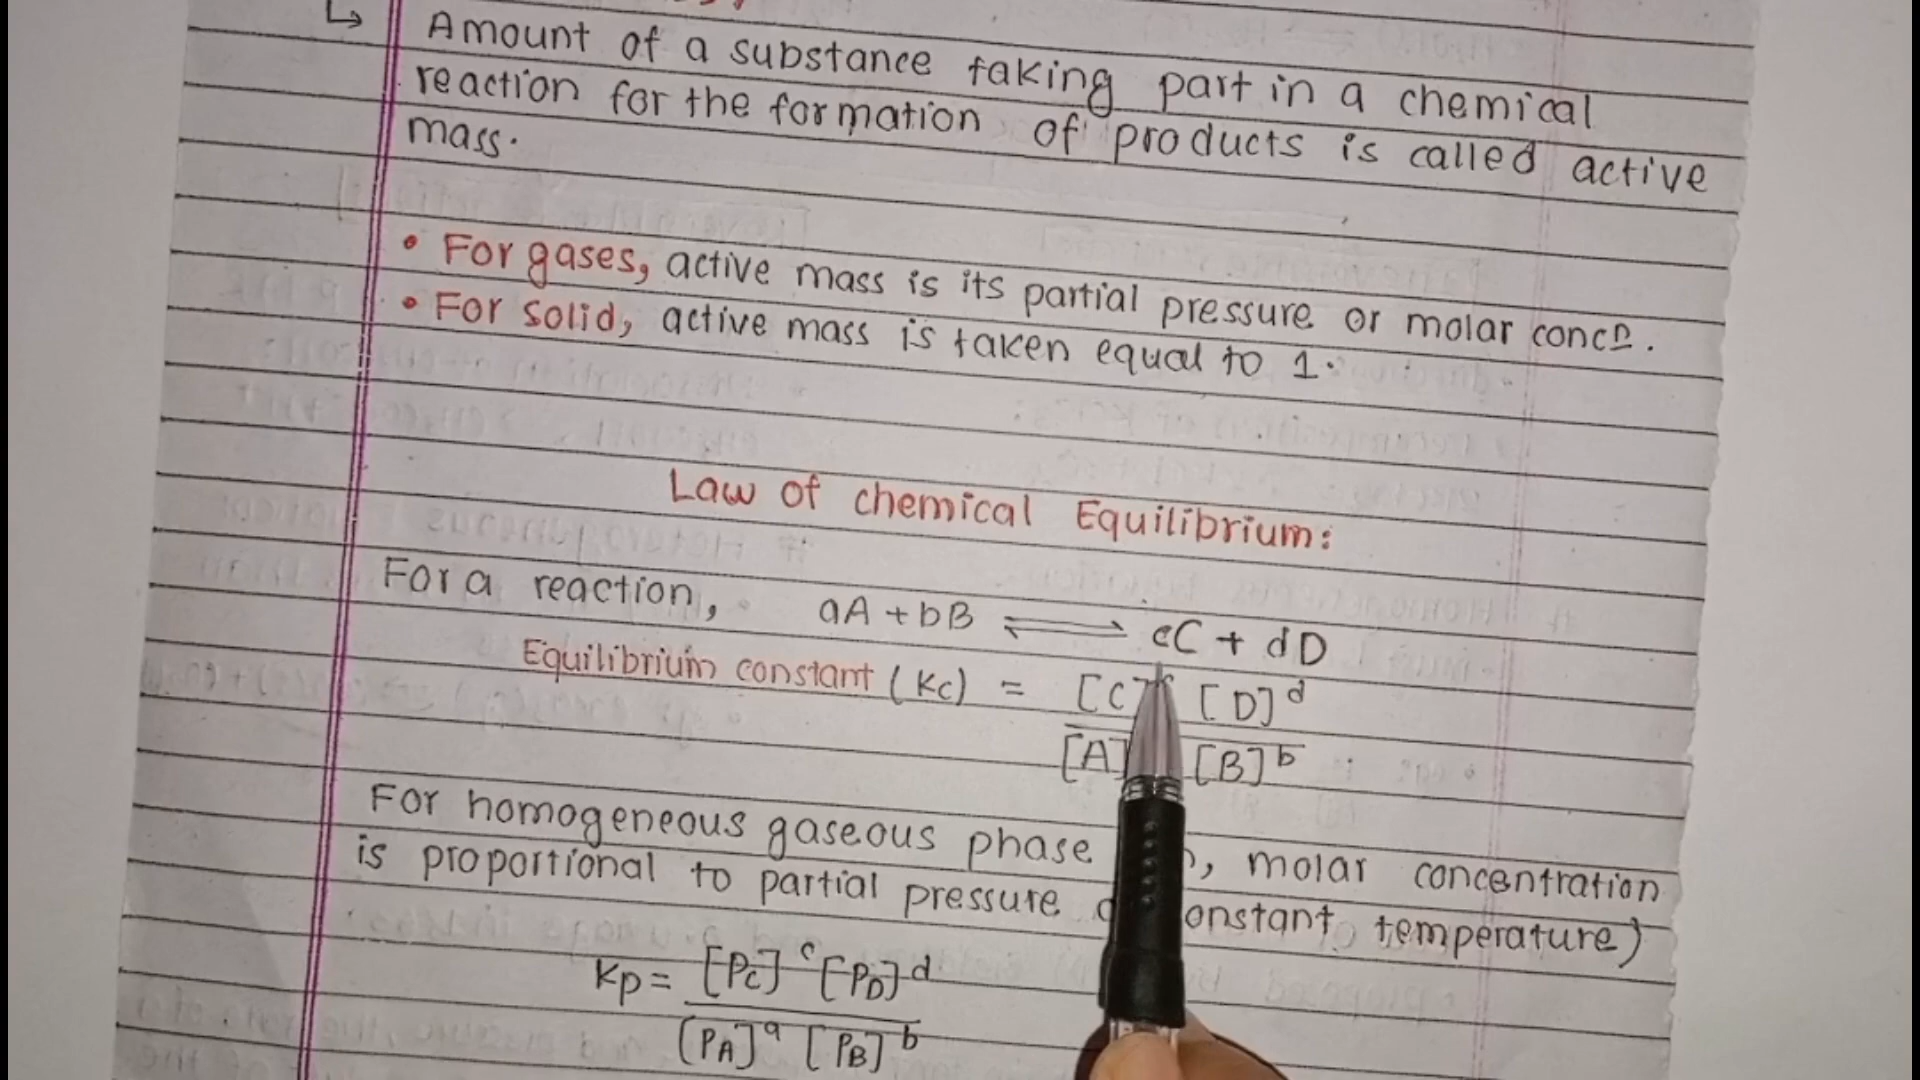 ↳ Amount of a substance taking part in a chemical
reaction for the formation of products is called active
mass.
• For gases, active mass is its partial pressure or molar concn.
• For solid, active mass is taken equal to 1.
Law of chemical Equilibrium:
For a reaction, aA + bB ⇌ cC + dD
Equilibrium constant (Kc) = [C] [D]^d
[A] [B]^b
For homogeneous gaseous phase , molar concentration
is proportional to partial pressure constant temperature)
Kp = [PC]^c [PD]^d
[PA]^a [PB]^b